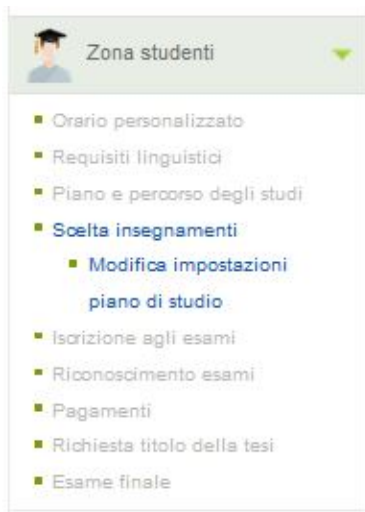 Zona studenti
Orario personalizzato
Requisiti linguistici
Piano e percorso degli studi
Scelta insegnamenti
Modifica impostazioni
piano di studio
Iscrizione agli esami
Riconoscimento esami
Pagamenti
Richiesta titolo della tesi
Esame finale